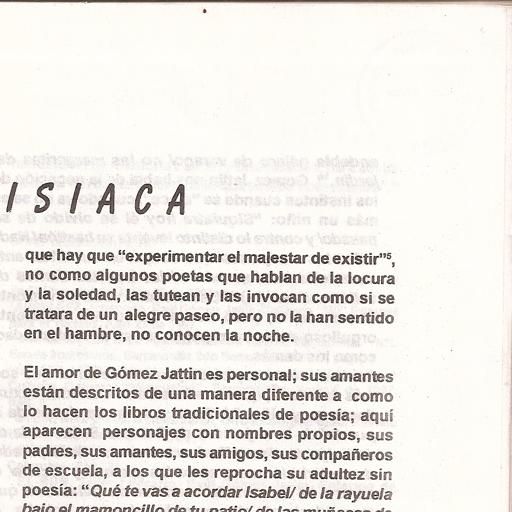 ISIACA
que hay que “experimentar el malestar de existir”⁵,
no como algunos poetas que hablan de la locura
y la soledad, las tutean y las invocan como si se
tratara de un alegre paseo, pero no la han sentido
en el hambre, no conocen la noche.
El amor de Gómez Jattin es personal; sus amantes
están descritos de una manera diferente a como
lo hacen los libros tradicionales de poesía; aquí
aparecen personajes con nombres propios, sus
padres, sus amantes, sus amigos, sus compañeros
de escuela, a los que les reprocha su adultez sin
poesía: “Qué te vas a acordar Isabel/ de la rayuela
bajo el mamoncillo de tu patio/ de las muñecas de